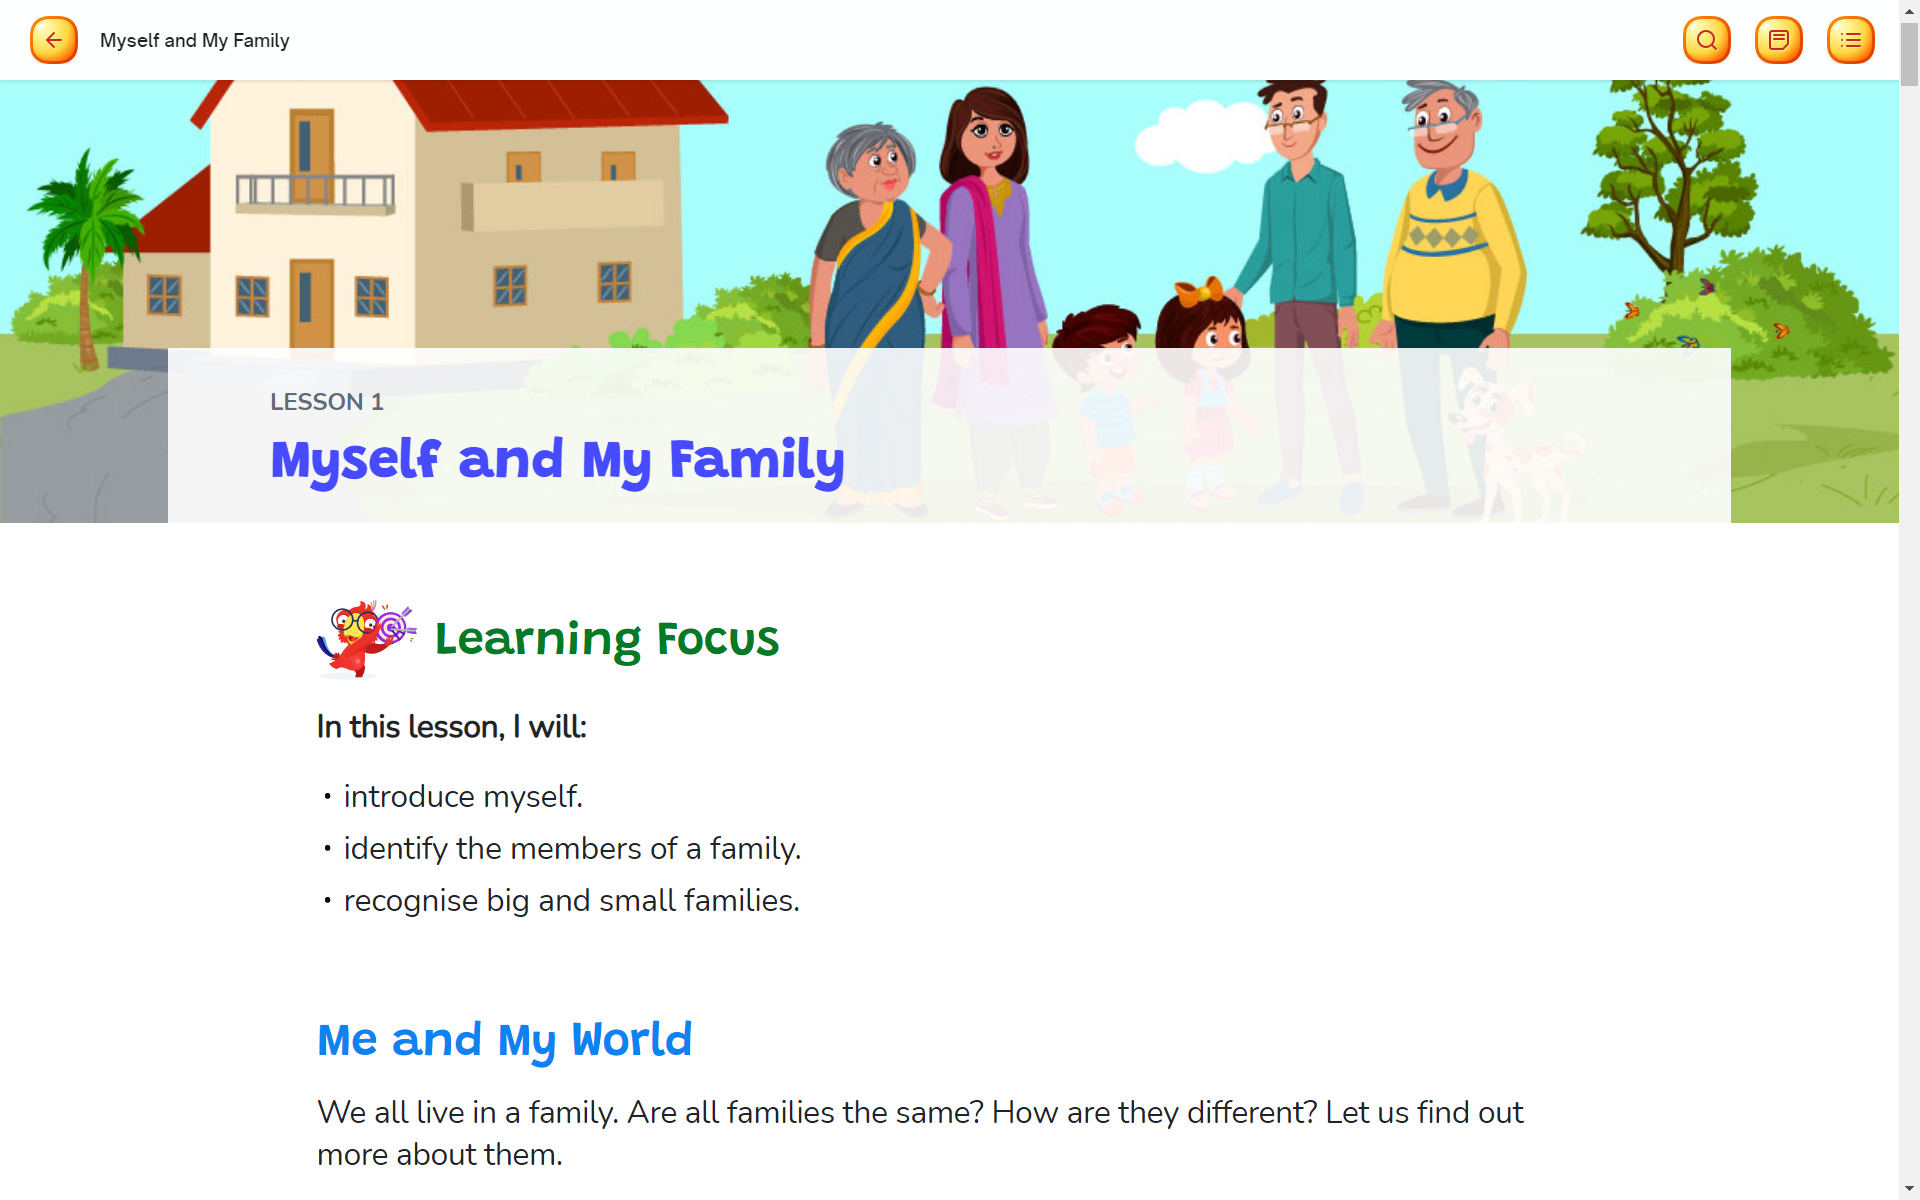 Myself and My Family
LESSON 1
Myself and My Family
Learning Focus
In this lesson, I will:
• introduce myself.
• identify the members of a family.
• recognise big and small families.
Me and My World
We all live in a family. Are all families the same? How are they different? Let us find out
more about them.